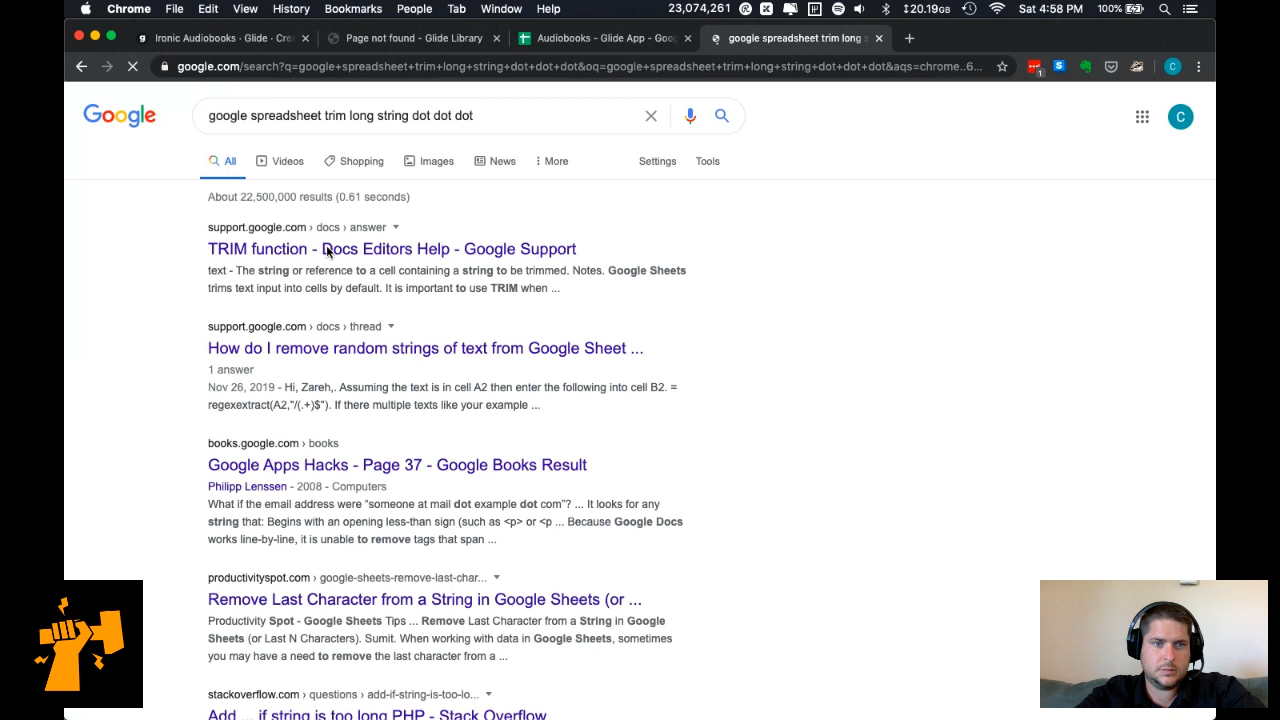 Chrome File Edit View History Bookmarks People Tab Window Help 23,074,261 20.19GB Sat 4:58 PM 100%
Ironic Audiobooks · Glide · Cre
Page not found - Glide Library
Audiobooks - Glide App - Goo
google spreadsheet trim long s
google.com/search?q=google+spreadsheet+trim+long+string+dot+dot+dot&oq=google+spreadsheet+trim+long+string+dot+dot+dot&aqs=chrome..6...
Google
google spreadsheet trim long string dot dot dot
C
All Videos Shopping Images News More Settings Tools
About 22,500,000 results (0.61 seconds)
support.google.com › docs › answer
TRIM function - Docs Editors Help - Google Support
text - The string or reference to a cell containing a string to be trimmed. Notes. Google Sheets
trims text input into cells by default. It is important to use TRIM when ...
support.google.com › docs › thread
How do I remove random strings of text from Google Sheet ...
1 answer
Nov 26, 2019 - Hi, Zareh,. Assuming the text is in cell A2 then enter the following into cell B2. =
regexextract(A2,"/(.+)$"). If there multiple texts like your example ...
books.google.com › books
Google Apps Hacks - Page 37 - Google Books Result
Philipp Lenssen - 2008 - Computers
What if the email address were “someone at mail dot example dot com”? ... It looks for any
string that: Begins with an opening less-than sign (such as <p> or <p ... Because Google Docs
works line-by-line, it is unable to remove tags that span ...
productivityspot.com › google-sheets-remove-last-char...
Remove Last Character from a String in Google Sheets (or ...
Productivity Spot - Google Sheets Tips ... Remove Last Character from a String in Google
Sheets (or Last N Characters). Sumit. When working with data in Google Sheets, sometimes
you may have a need to remove the last character from a ...
stackoverflow.com › questions › add-if-string-is-too-lo...
Add ... if string is too long PHP - Stack Overflow